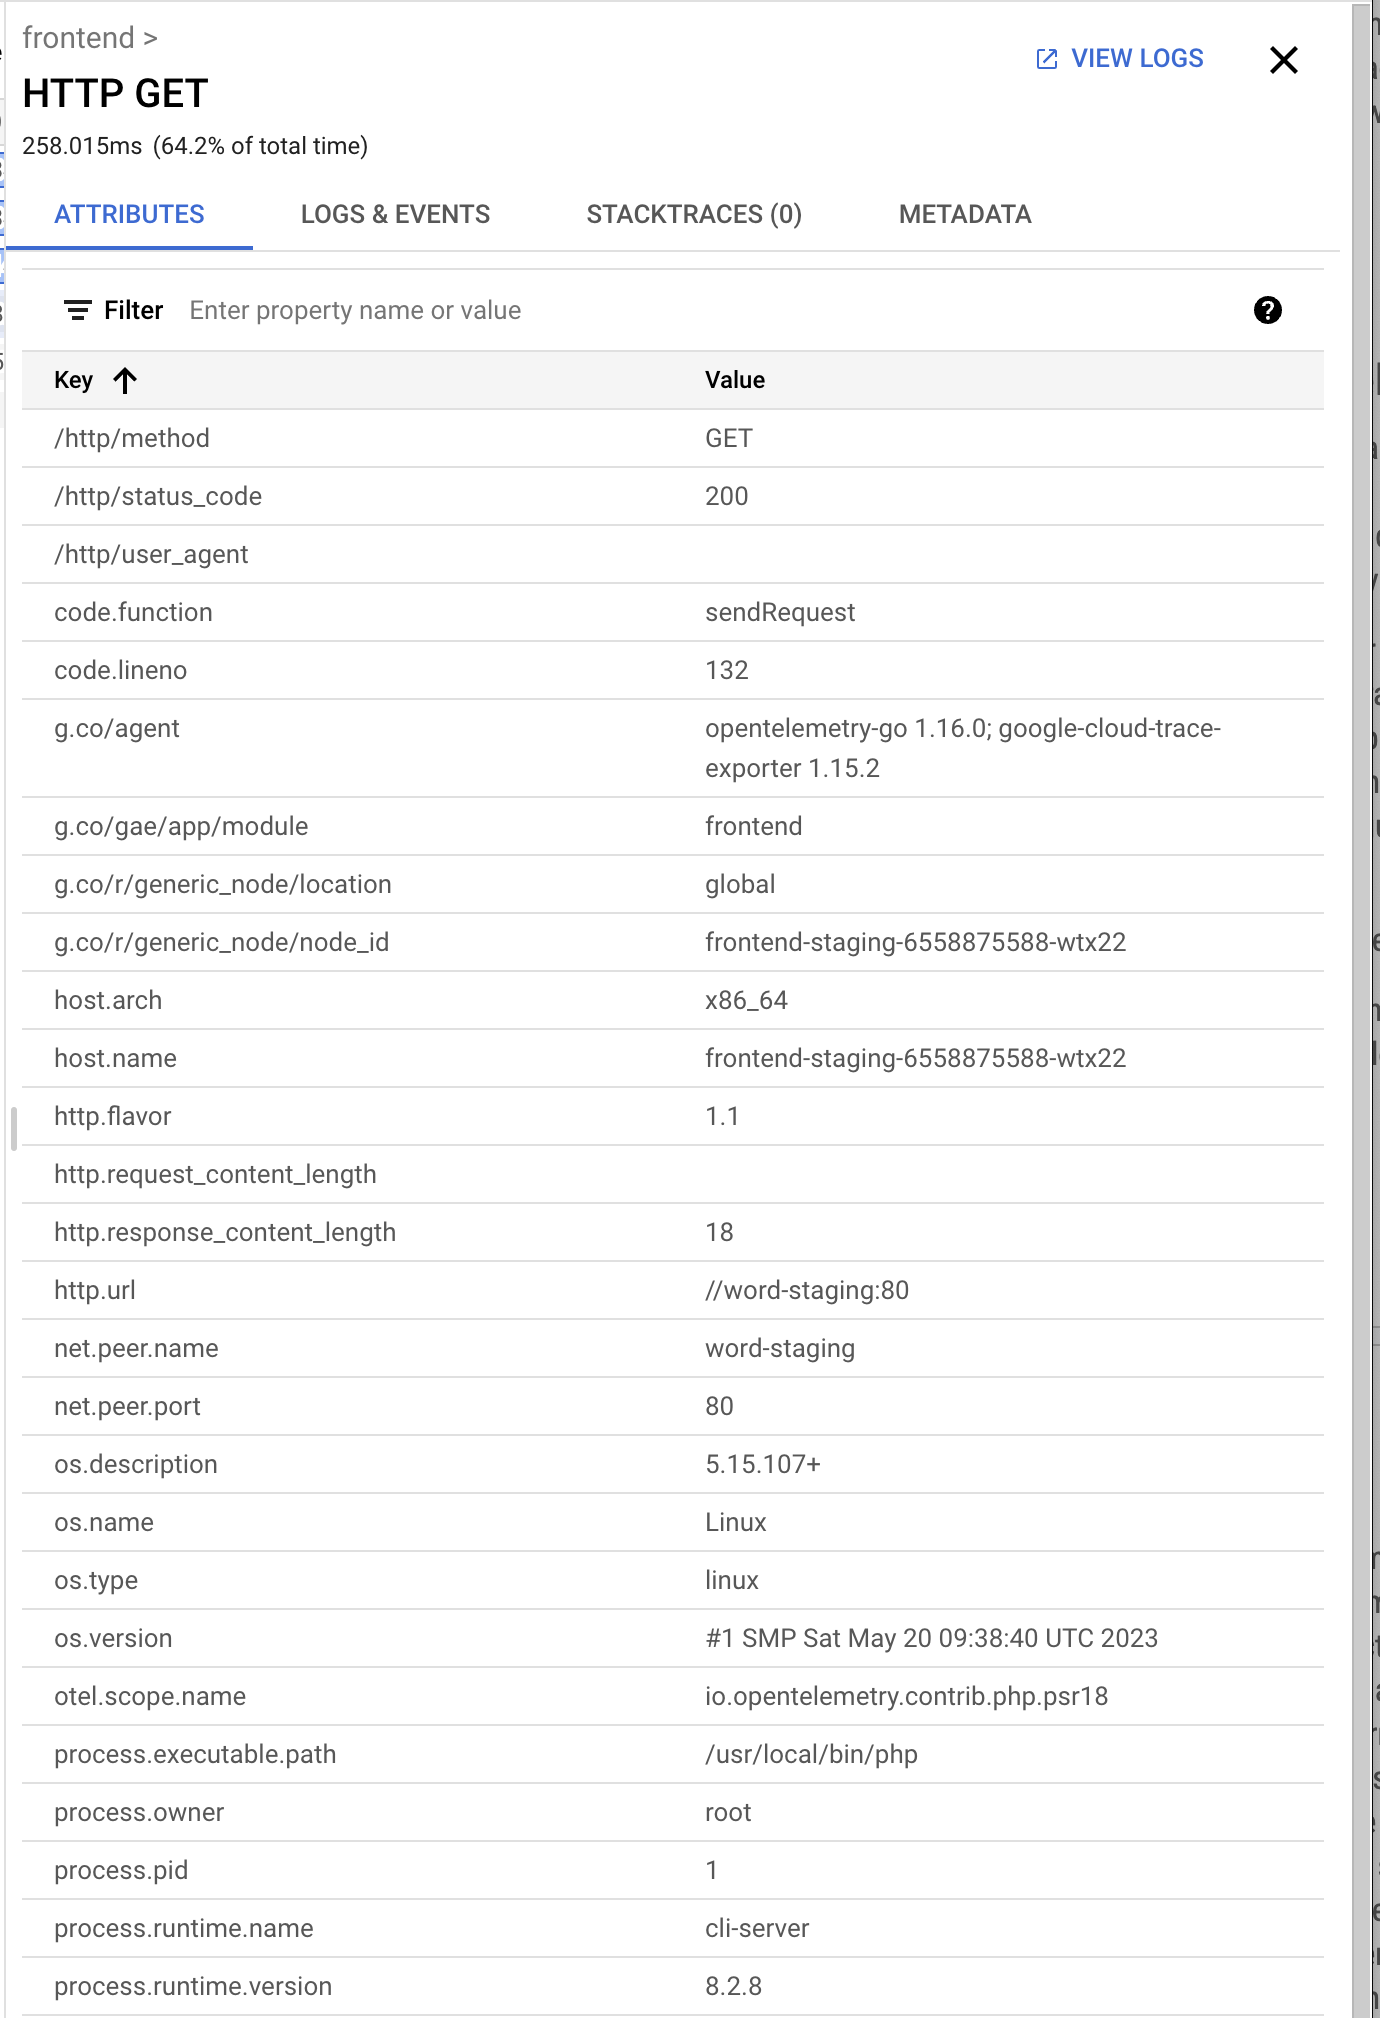 frontend >
VIEW LOGS
HTTP GET
258.015ms (64.2% of total time)
ATTRIBUTES LOGS & EVENTS STACKTRACES (0) METADATA
Filter Enter property name or value
Key Value
/http/method GET
/http/status_code 200
/http/user_agent
code.function sendRequest
code.lineno 132
g.co/agent opentelemetry-go 1.16.0; google-cloud-trace-
exporter 1.15.2
g.co/gae/app/module frontend
g.co/r/generic_node/location global
g.co/r/generic_node/node_id frontend-staging-6558875588-wtx22
host.arch x86_64
host.name frontend-staging-6558875588-wtx22
http.flavor 1.1
http.request_content_length
http.response_content_length 18
http.url //word-staging:80
net.peer.name word-staging
net.peer.port 80
os.description 5.15.107+
os.name Linux
os.type linux
os.version #1 SMP Sat May 20 09:38:40 UTC 2023
otel.scope.name io.opentelemetry.contrib.php.psr18
process.executable.path /usr/local/bin/php
process.owner root
process.pid 1
process.runtime.name cli-server
process.runtime.version 8.2.8